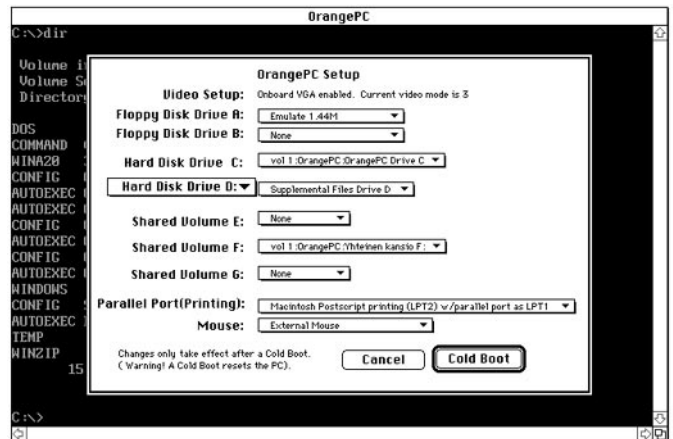 OrangePC
C:\>dir
Volume
Volume
Directory
DOS
COMMAND
WINA20
CONFIG
AUTOEXEC
AUTOEXEC
CONFIG
AUTOEXEC
CONFIG
AUTOEXEC
WINDOWS
CONFIG
AUTOEXEC
TEMP
WINZIP
15
C:\>
OrangePC Setup
Video Setup: Onboard VGA enabled. Current video mode is 3
Floppy Disk Drive A: Emulate 1.44M
Floppy Disk Drive B: None
Hard Disk Drive C: vol 1:OrangePC:OrangePC Drive C
Hard Disk Drive D: Supplemental Files Drive D
Shared Volume E: None
Shared Volume F: vol 1:OrangePC:Yhteinen kansio F:
Shared Volume G: None
Parallel Port(Printing): Macintosh Postscript printing (LPT2) w/parallel port as LPT1
Mouse: External Mouse
Changes only take effect after a Cold Boot.
( Warning! A Cold Boot resets the PC).
Cancel
Cold Boot